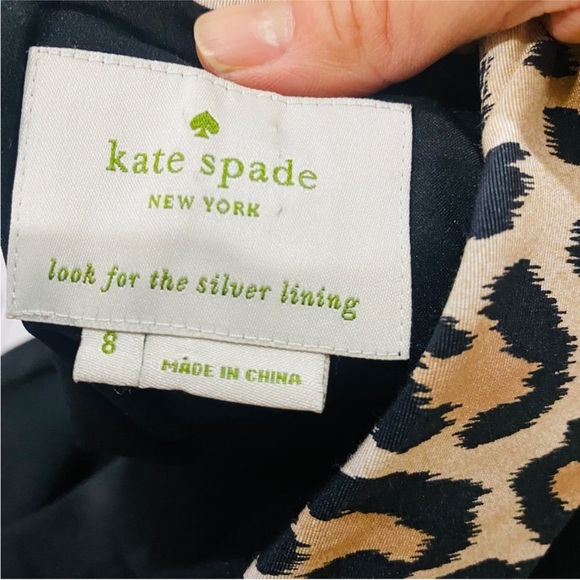 kate spade
NEW YORK
look for the silver lining
8
MADE IN CHINA